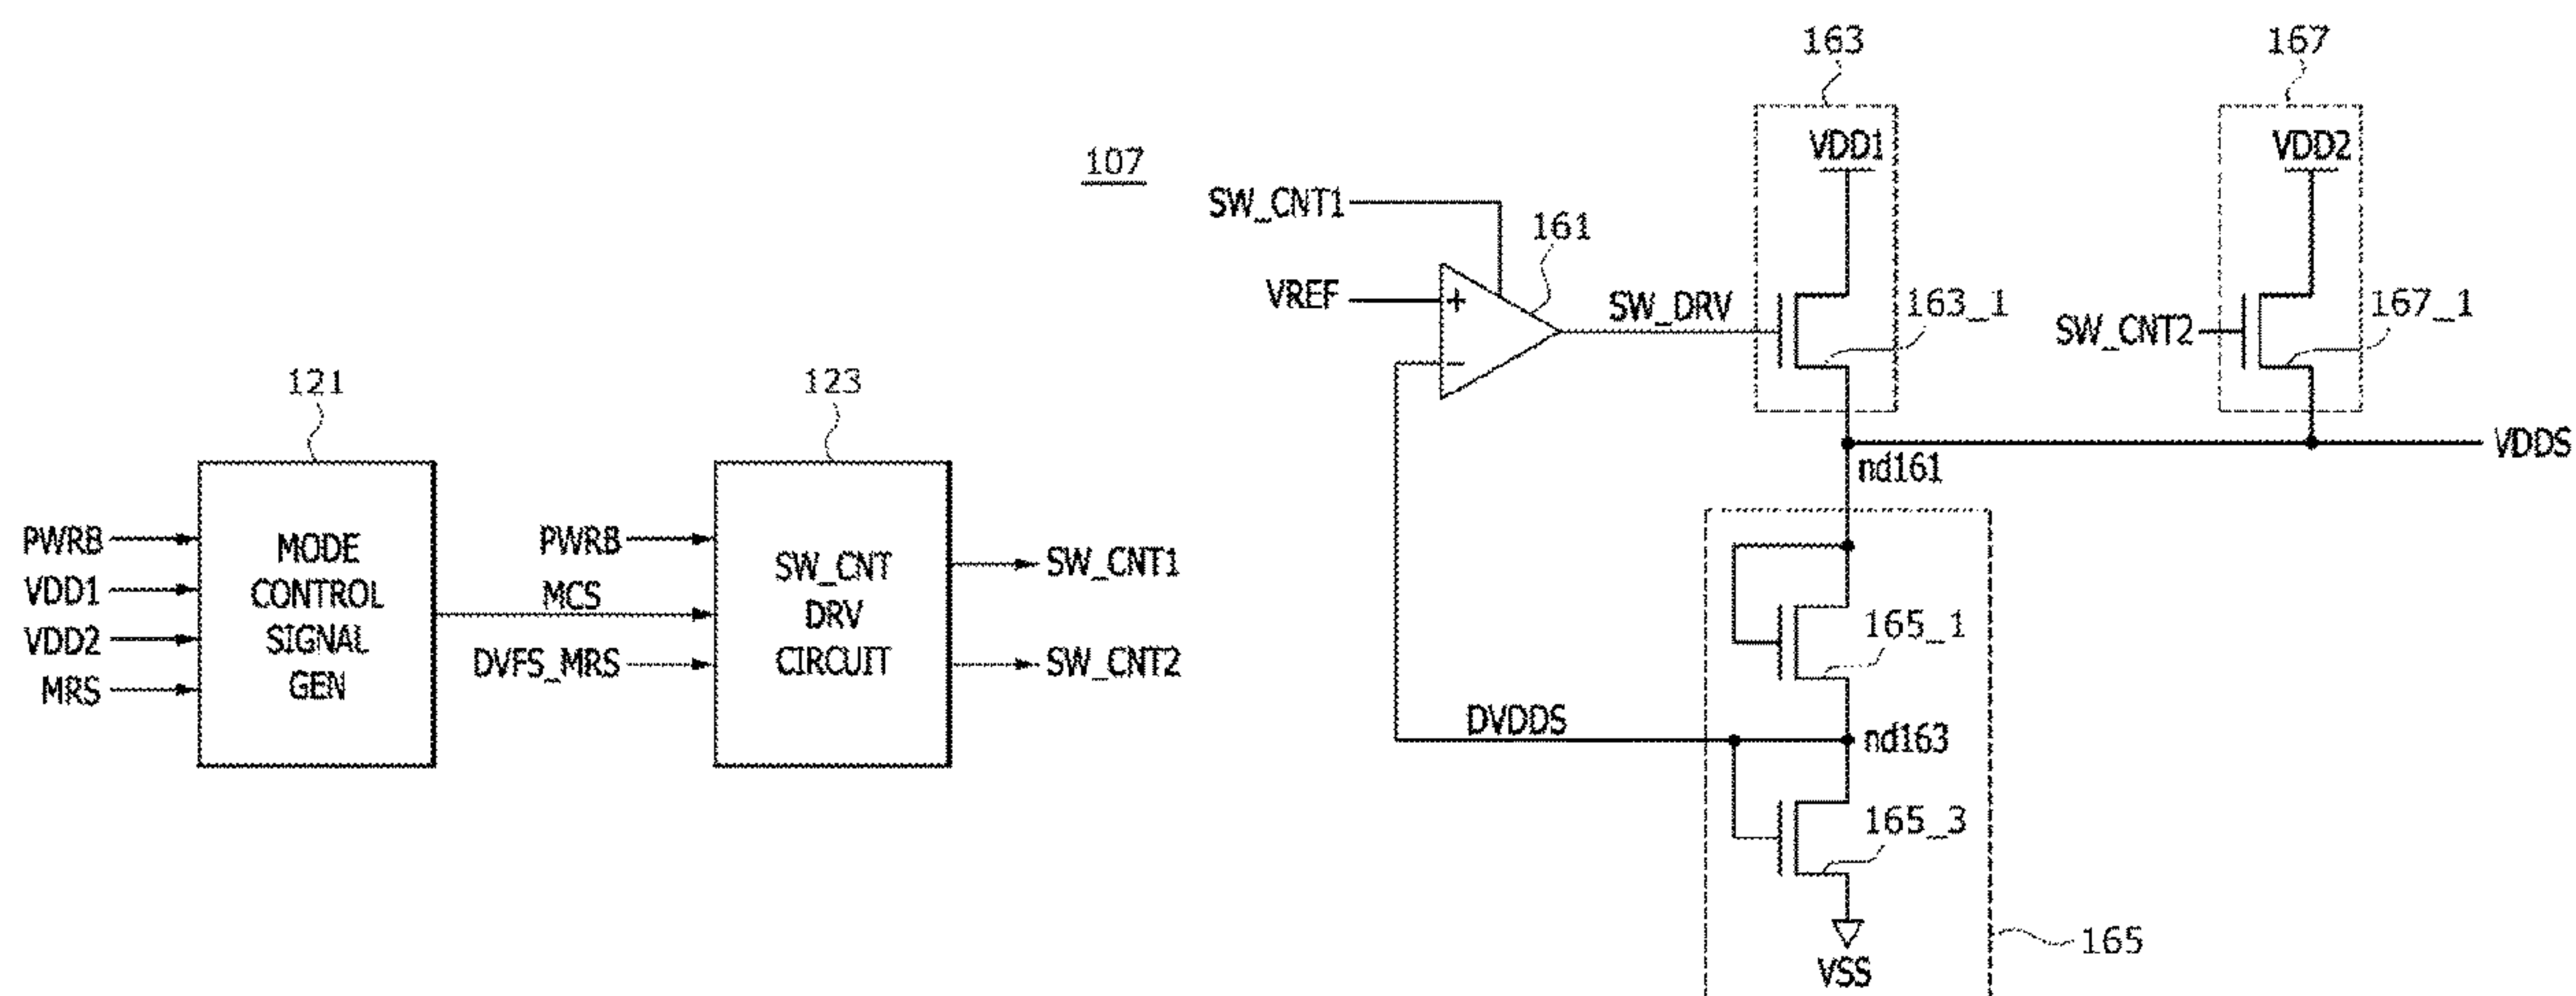 163
167
107
VDD1
VDD2
SW_CNT1
161
VREF
+
SW_DRV
163_1
SW_CNT2
167_1
−
121
123
VDDS
nd161
PWRB
VDD1
VDD2
MRS
MODE
CONTROL
SIGNAL
GEN
PWRB
MCS
DVFS_MRS
SW_CNT
DRV
CIRCUIT
SW_CNT1
SW_CNT2
165_1
DVDDS
nd163
165_3
165
VSS